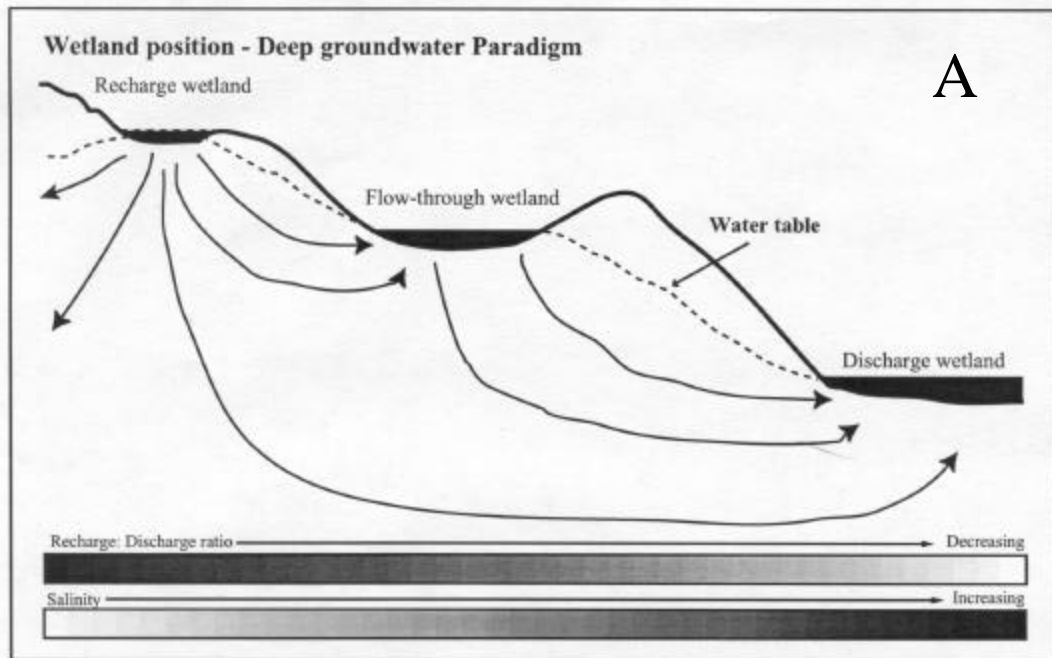 Wetland position - Deep groundwater Paradigm
A
Recharge wetland
Flow-through wetland
Water table
Discharge wetland
Recharge: Discharge ratio Decreasing
Salinity Increasing